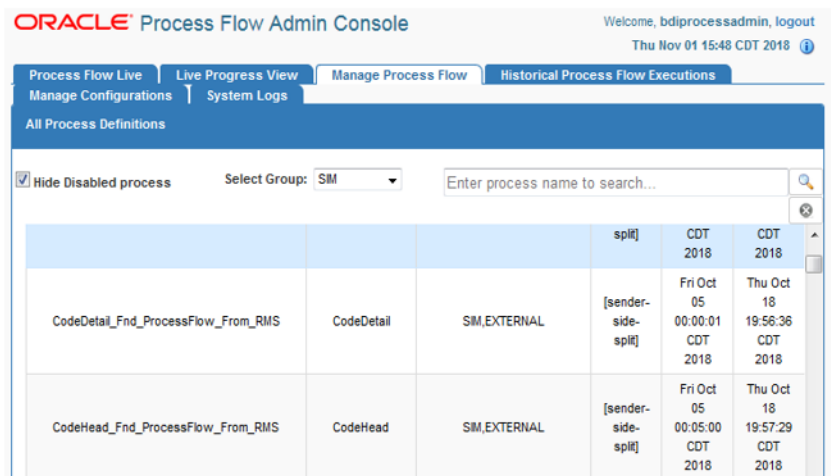 ORACLE Process Flow Admin Console
Welcome, bdiprocessadmin, logout
Thu Nov 01 15:48 CDT 2018
Process Flow Live
Live Progress View
Manage Process Flow
Historical Process Flow Executions
Manage Configurations
System Logs
All Process Definitions
Hide Disabled process
Select Group: SIM
Enter process name to search...
split]
CDT
2018
CDT
2018
CodeDetail_Fnd_ProcessFlow_From_RMS
CodeDetail
SIM,EXTERNAL
[sender-
side-
split]
Fri Oct
05
00:00:01
CDT
2018
Thu Oct
18
19:56:36
CDT
2018
CodeHead_Fnd_ProcessFlow_From_RMS
CodeHead
SIM,EXTERNAL
[sender-
side-
split]
Fri Oct
05
00:05:00
CDT
2018
Thu Oct
18
19:57:29
CDT
2018